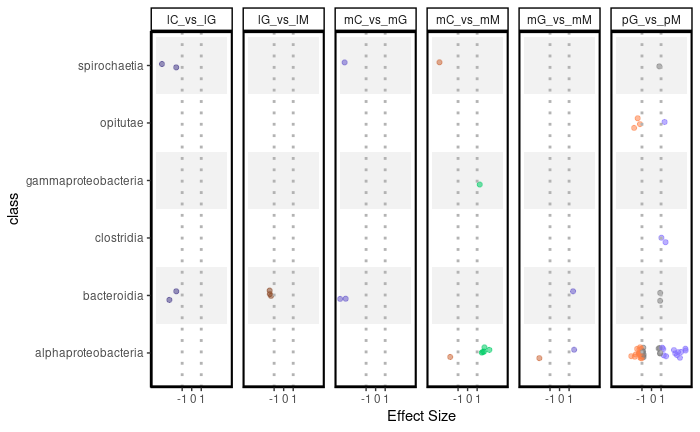 lC_vs_lG lG_vs_lM mC_vs_mG mC_vs_mM mG_vs_mM pG_vs_pM
spirochaetia
opitutae
gammaproteobacteria
clostridia
bacteroidia
alphaproteobacteria
class
-1 0 1 -1 0 1 -1 0 1 -1 0 1 -1 0 1 -1 0 1
Effect Size